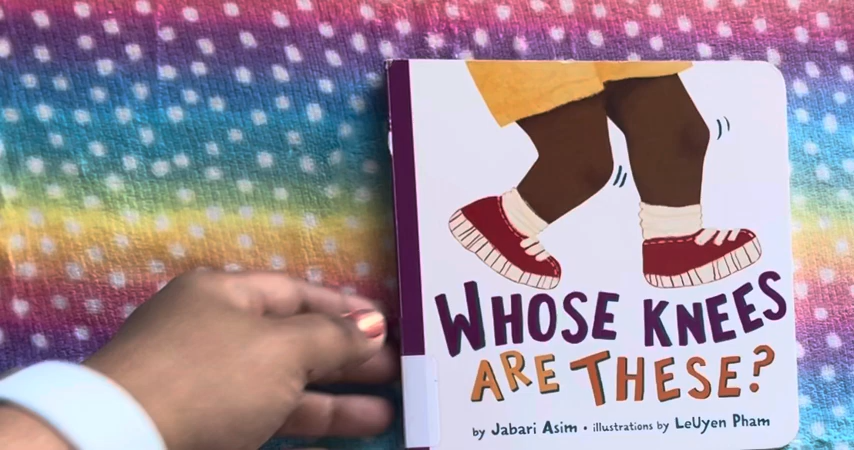 WHOSE KNEES
ARE THESE?
by Jabari Asim • illustrations by LeUyen Pham